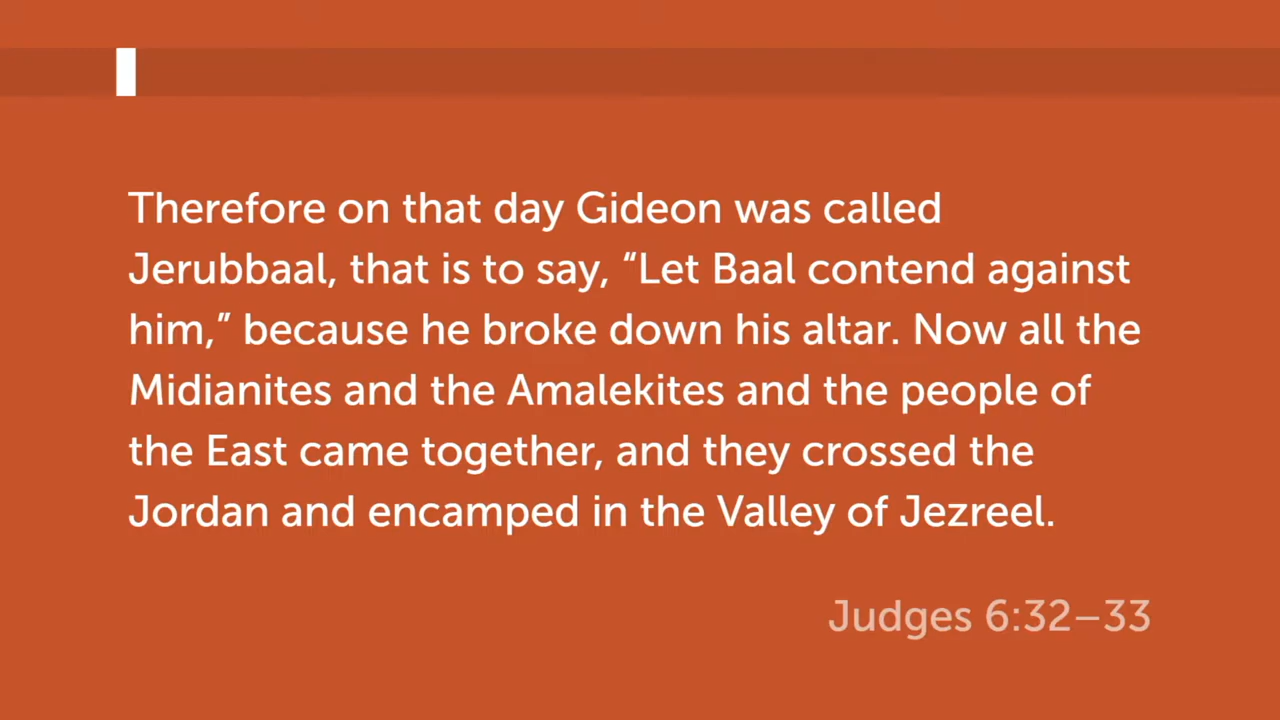 Therefore on that day Gideon was called
Jerubbaal, that is to say, “Let Baal contend against
him,” because he broke down his altar. Now all the
Midianites and the Amalekites and the people of
the East came together, and they crossed the
Jordan and encamped in the Valley of Jezreel.
Judges 6:32–33